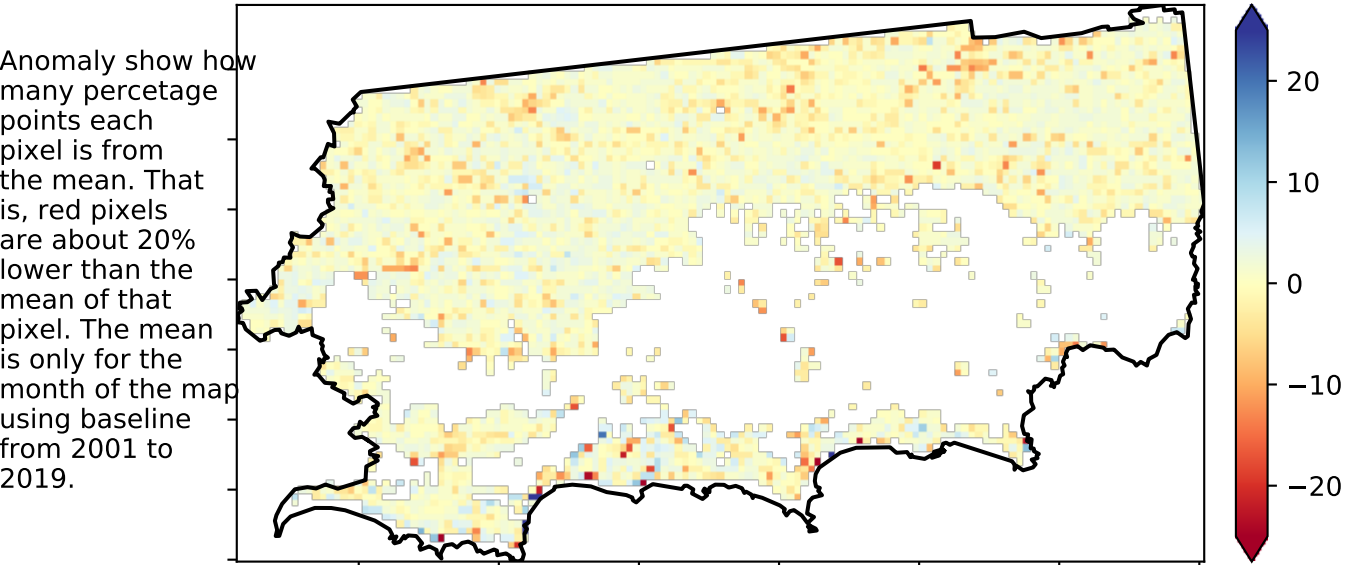 Anomaly show how
many percetage
points each
pixel is from
the mean. That
is, red pixels
are about 20%
lower than the
mean of that
pixel. The mean
is only for the
month of the map
using baseline
from 2001 to
2019.
20
10
0
−10
−20